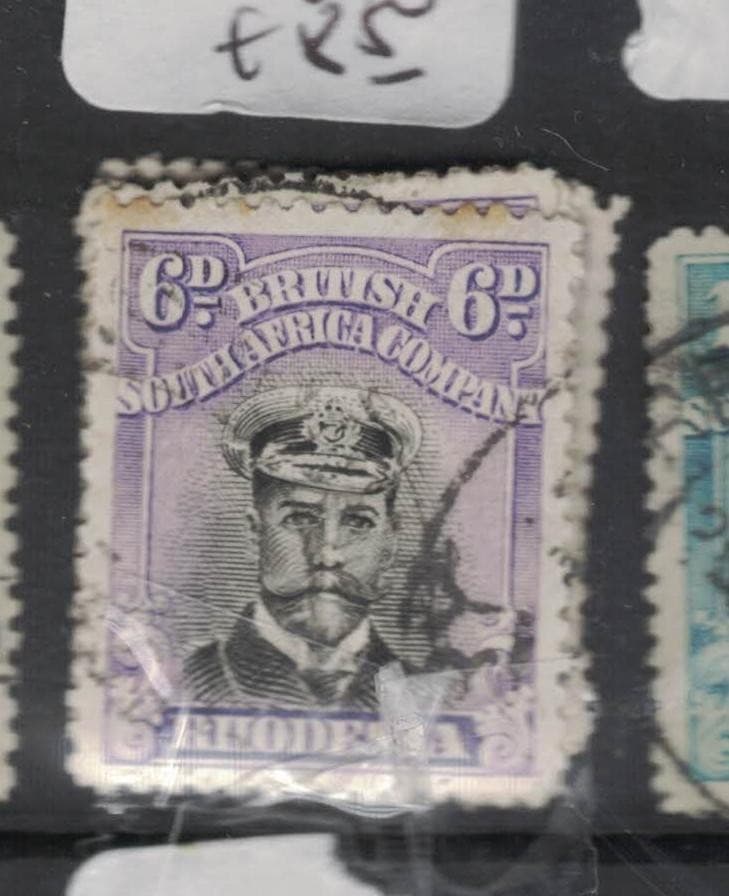 £25
6D. BRITISH 6D.
SOUTH AFRICA COMPANY
RHODESIA